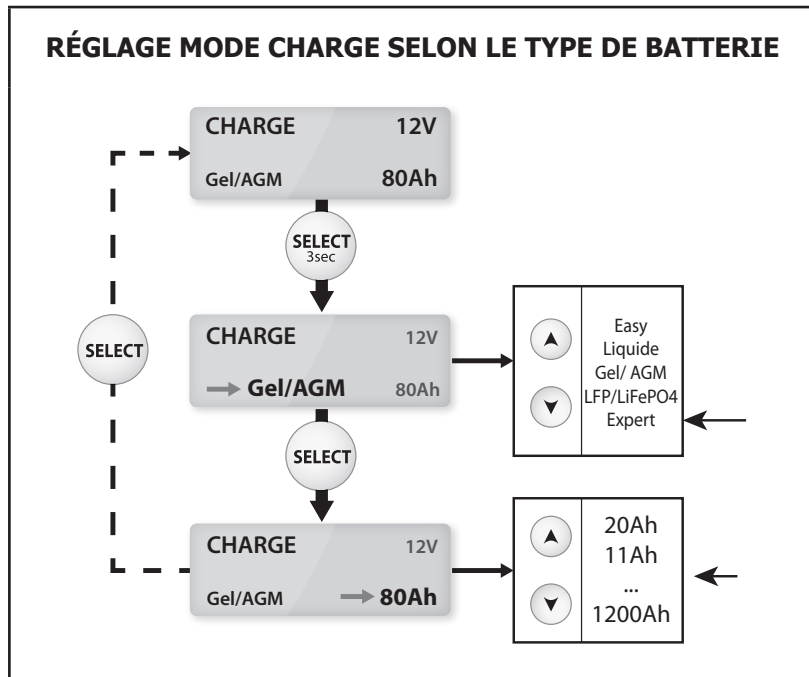 RÉGLAGE MODE CHARGE SELON LE TYPE DE BATTERIE
CHARGE 12V
Gel/AGM 80Ah
SELECT
3sec
CHARGE 12V
Gel/AGM 80Ah
Easy
Liquide
Gel/ AGM
LFP/LiFePO4
Expert
SELECT
SELECT
CHARGE 12V
Gel/AGM 80Ah
20Ah
11Ah
...
1200Ah